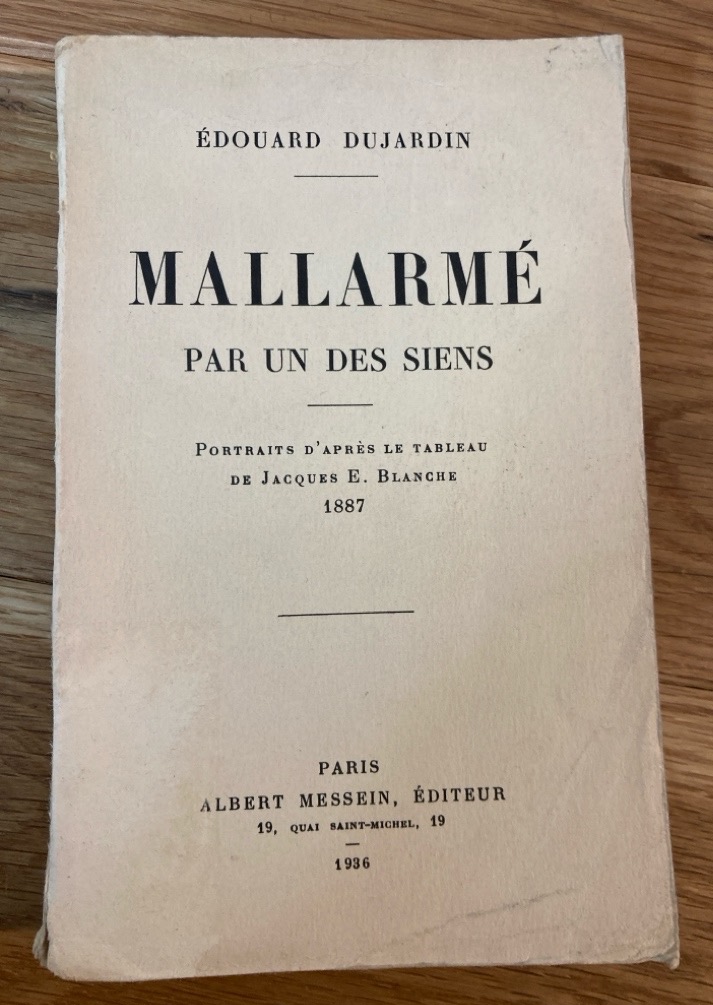 ÉDOUARD DUJARDIN
MALLARMÉ
PAR UN DES SIENS
PORTRAITS D'APRÈS LE TABLEAU
DE JACQUES E. BLANCHE
1887
PARIS
ALBERT MESSEIN, ÉDITEUR
19, QUAI SAINT-MICHEL, 19
1936